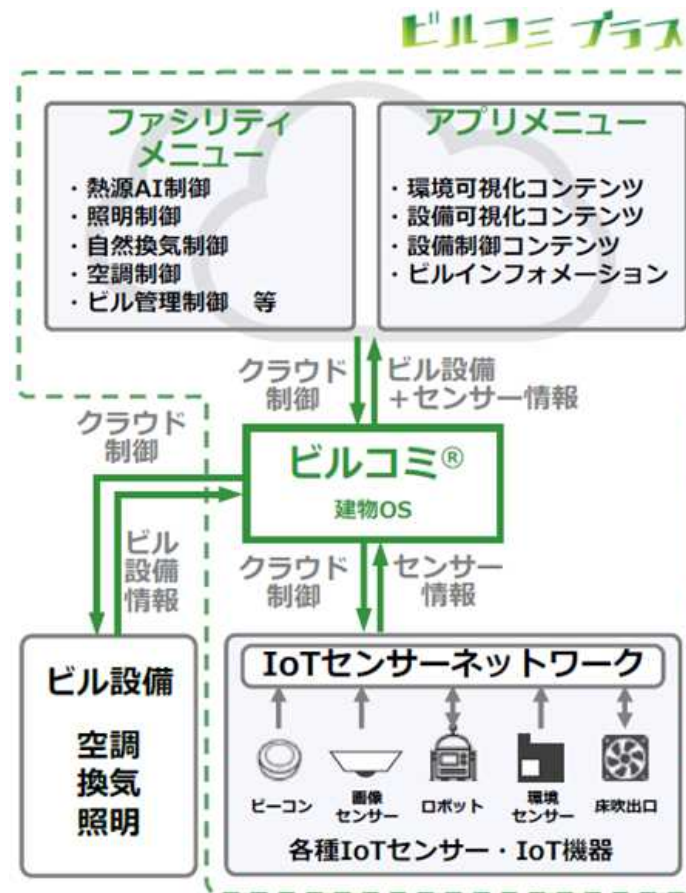 ビルコミ プラス
ファシリティ
メニュー
・熱源AI制御
・照明制御
・自然換気制御
・空調制御
・ビル管理制御　等
アプリメニュー
・環境可視化コンテンツ
・設備可視化コンテンツ
・設備制御コンテンツ
・ビルインフォメーション
クラウド
制御
ビル設備
＋センサー情報
クラウド
制御
ビルコミ®
建物OS
ビル
設備
情報
クラウド
制御
センサー
情報
ビル設備
空調
換気
照明
IoTセンサーネットワーク
ビーコン
画像
センサー
ロボット
環境
センサー
床吹出口
各種IoTセンサー・IoT機器